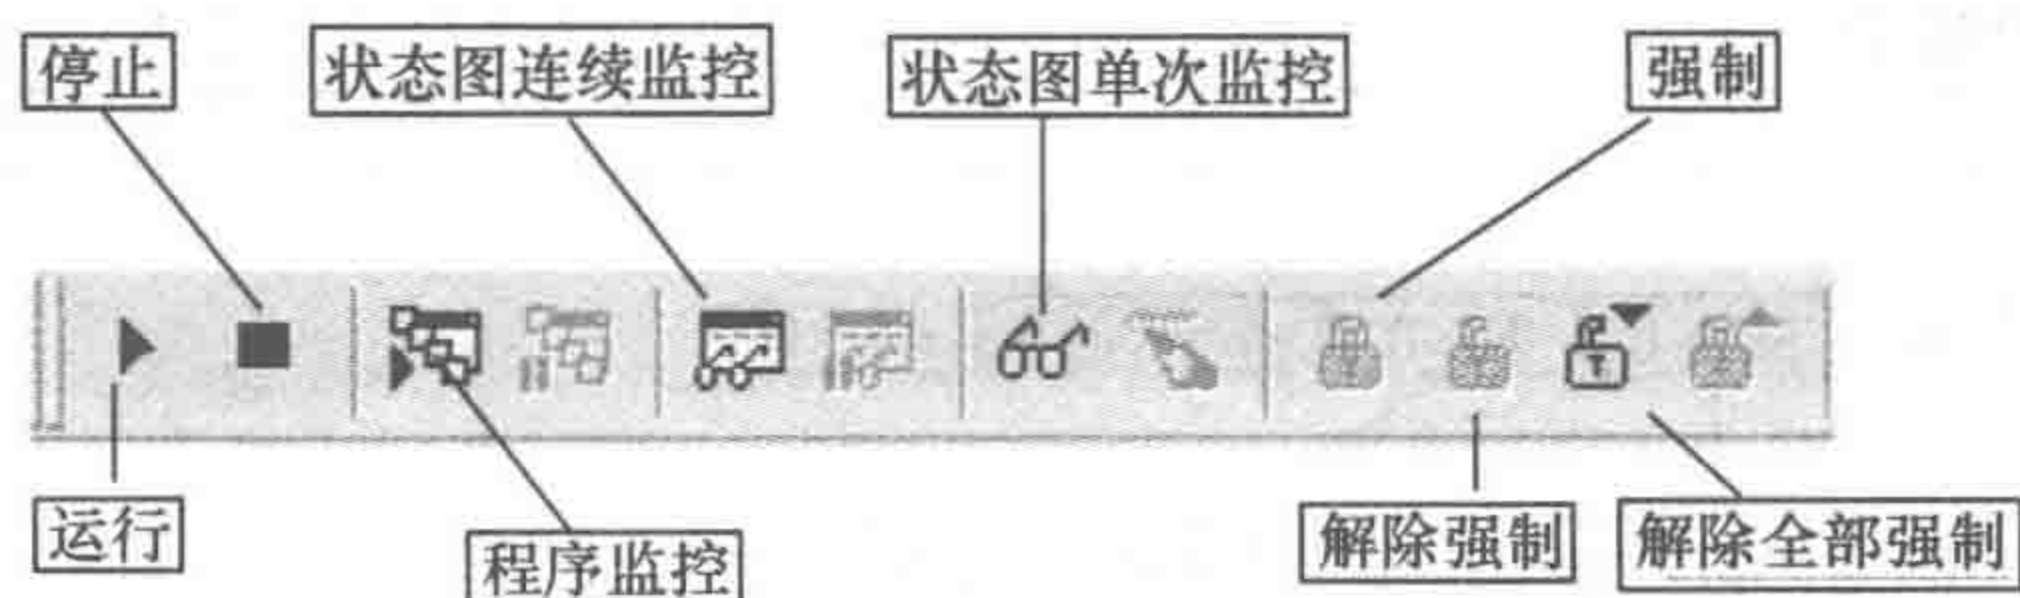 停止
状态图连续监控
状态图单次监控
强制
运行
程序监控
解除强制
解除全部强制